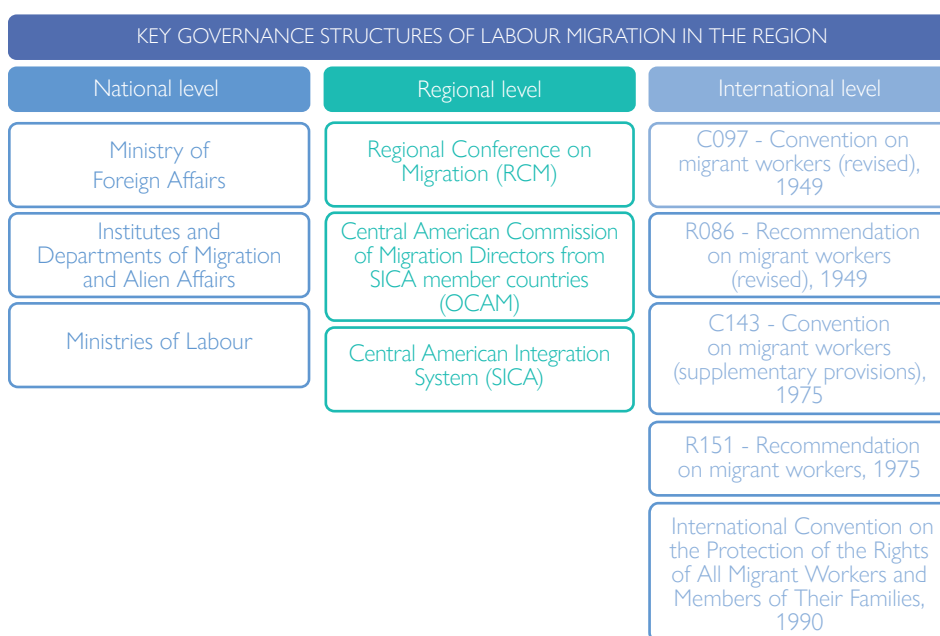 KEY GOVERNANCE STRUCTURES OF LABOUR MIGRATION IN THE REGION
National level
Ministry of
Foreign Affairs
Institutes and
Departments of Migration
and Alien Affairs
Ministries of Labour
Regional level
Regional Conference on
Migration (RCM)
Central American Commission
of Migration Directors from
SICA member countries
(OCAM)
Central American Integration
System (SICA)
International level
C097 - Convention on
migrant workers (revised),
1949
R086 - Recommendation
on migrant workers
(revised), 1949
C143 - Convention
on migrant workers
(supplementary provisions),
1975
R151 - Recommendation
on migrant workers, 1975
International Convention on
the Protection of the Rights
of All Migrant Workers and
Members of Their Families,
1990